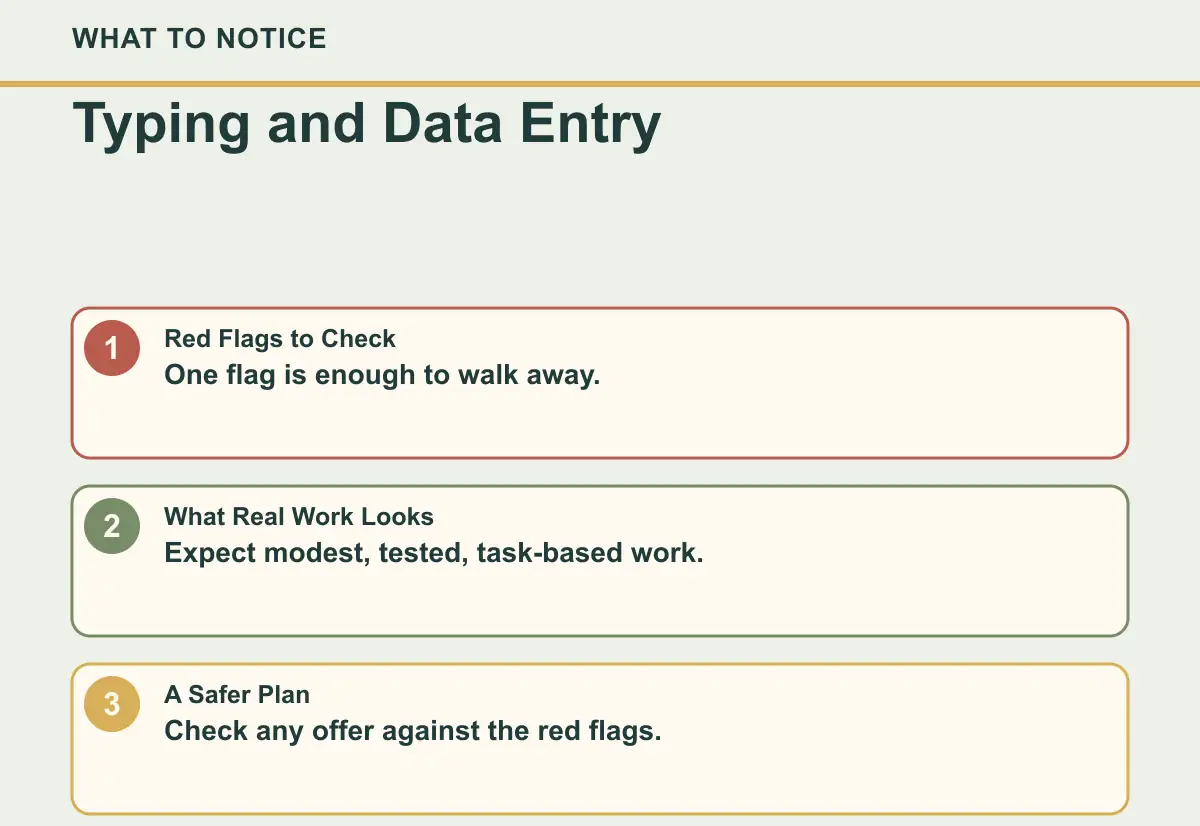 WHAT TO NOTICE
Typing and Data Entry
1
Red Flags to Check
One flag is enough to walk away.
2
What Real Work Looks
Expect modest, tested, task-based work.
3
A Safer Plan
Check any offer against the red flags.